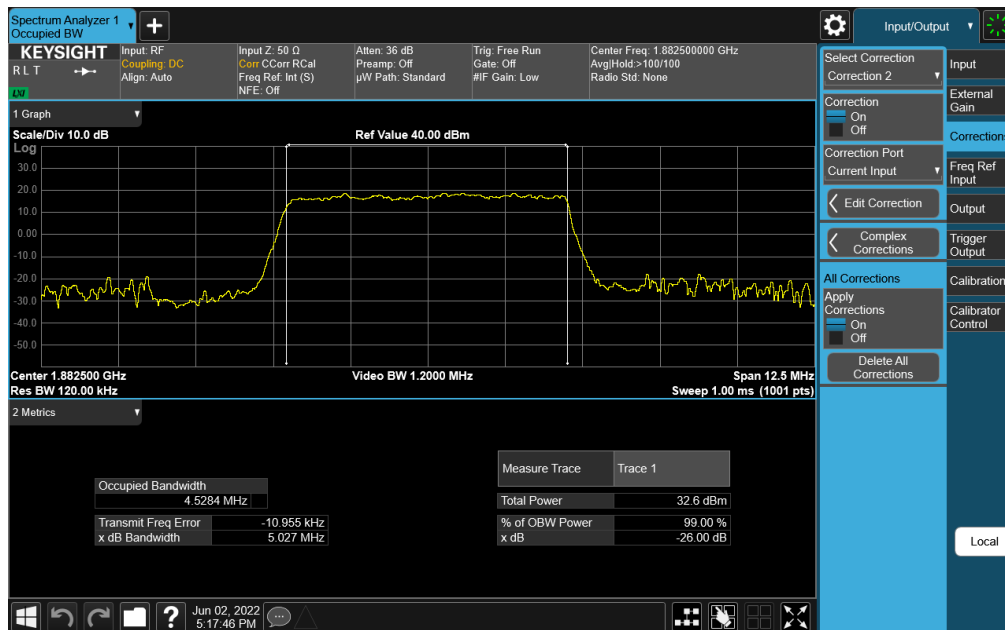 Spectrum Analyzer 1
Occupied BW
Input/Output
KEYSIGHT
R L T
LXI
Input: RF
Coupling: DC
Align: Auto
Input Z: 50 Ω
Corr CCorr RCal
Freq Ref: Int (S)
NFE: Off
Atten: 36 dB
Preamp: Off
µW Path: Standard
Trig: Free Run
Gate: Off
#IF Gain: Low
Center Freq: 1.882500000 GHz
Avg|Hold:>100/100
Radio Std: None
1 Graph
Scale/Div 10.0 dB
Ref Value 40.00 dBm
Log
30.0
20.0
10.0
0.00
-10.0
-20.0
-30.0
-40.0
-50.0
Center 1.882500 GHz
Video BW 1.2000 MHz
Span 12.5 MHz
Res BW 120.00 kHz
Sweep 1.00 ms (1001 pts)
2 Metrics
Occupied Bandwidth
4.5284 MHz
Transmit Freq Error -10.955 kHz
x dB Bandwidth 5.027 MHz
Measure Trace Trace 1
Total Power 32.6 dBm
% of OBW Power 99.00 %
x dB -26.00 dB
Select Correction
Correction 2
Correction
On
Off
Correction Port
Current Input
Edit Correction
Complex
Corrections
All Corrections
Apply
Corrections
On
Off
Delete All
Corrections
Input
External
Gain
Corrections
Freq Ref
Input
Output
Trigger
Output
Calibration
Calibrator
Control
Local
Jun 02, 2022
5:17:46 PM